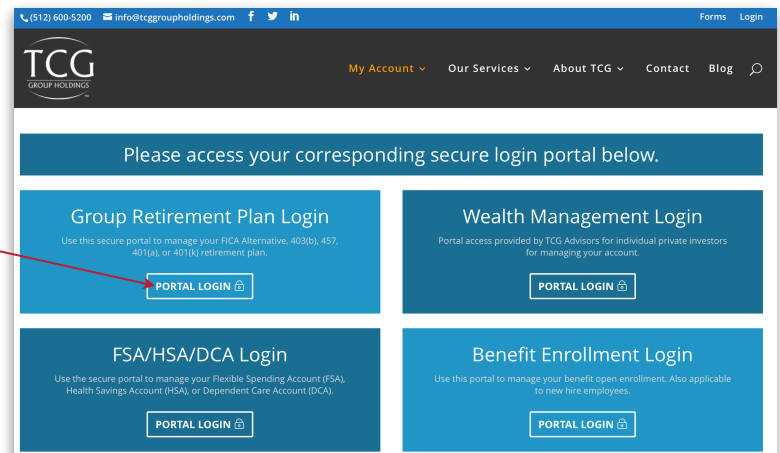 (512) 600-5200 info@tcggroupholdings.com Forms Login
TCG
GROUP HOLDINGS
My Account Our Services About TCG Contact Blog
Please access your corresponding secure login portal below.
Group Retirement Plan Login
Use this secure portal to manage your FICA Alternative, 403(b), 457,
401(a), or 401(k) retirement plan.
PORTAL LOGIN
Wealth Management Login
Portal access provided by TCG Advisors for individual private investors
for managing your account.
PORTAL LOGIN
FSA/HSA/DCA Login
Use the secure portal to manage your Flexible Spending Account (FSA),
Health Savings Account (HSA), or Dependent Care Account (DCA).
PORTAL LOGIN
Benefit Enrollment Login
Use this portal to manage your benefit open enrollment. Also applicable
to new hire employees.
PORTAL LOGIN